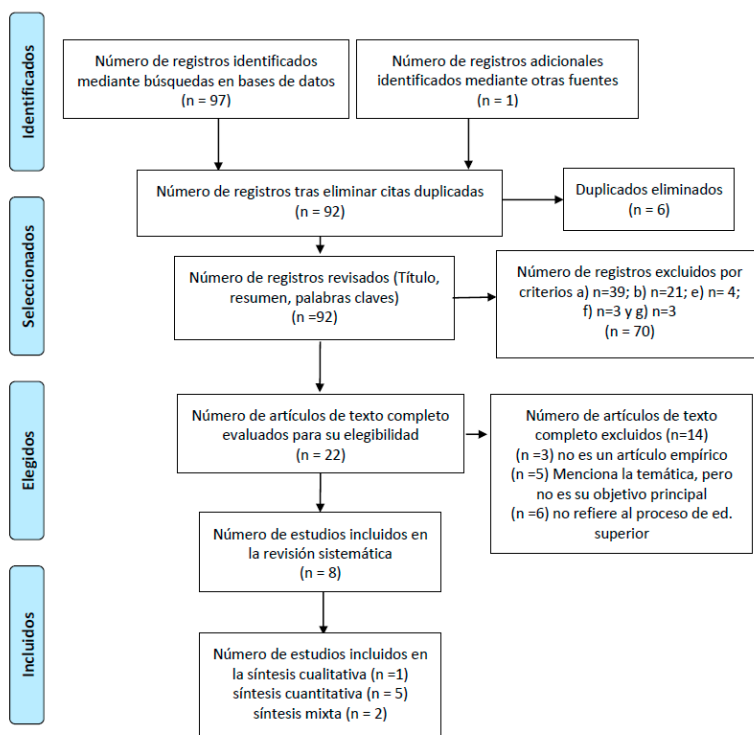 Identificados
Número de registros identificados
mediante búsquedas en bases de datos
(n = 97)
Número de registros adicionales
identificados mediante otras fuentes
(n = 1)
Número de registros tras eliminar citas duplicadas
(n = 92)
Duplicados eliminados
(n = 6)
Seleccionados
Número de registros revisados (Título,
resumen, palabras claves)
(n =92)
Número de registros excluidos por
criterios a) n=39; b) n=21; e) n= 4;
f) n=3 y g) n=3
(n = 70)
Elegidos
Número de artículos de texto completo
evaluados para su elegibilidad
(n = 22)
Número de artículos de texto
completo excluidos (n=14)
(n =3) no es un artículo empírico
(n =5) Menciona la temática, pero
no es su objetivo principal
(n =6) no refiere al proceso de ed.
superior
Número de estudios incluidos en
la revisión sistemática
(n = 8)
Incluidos
Número de estudios incluidos en
la síntesis cualitativa (n =1)
síntesis cuantitativa (n = 5)
síntesis mixta (n = 2)